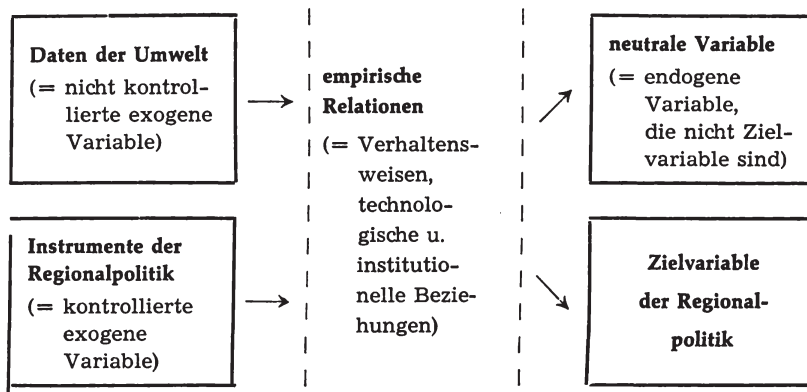 Daten der Umwelt
(= nicht kontrol-
lierte exogene
Variable)
Instrumente der
Regionalpolitik
(= kontrollierte
exogene
Variable)
empirische
Relationen
(= Verhaltens-
weisen,
technolo-
gische u.
institutio-
nelle Bezie-
hungen)
neutrale Variable
(= endogene
Variable,
die nicht Ziel-
variable sind)
Zielvariable
der Regional-
politik